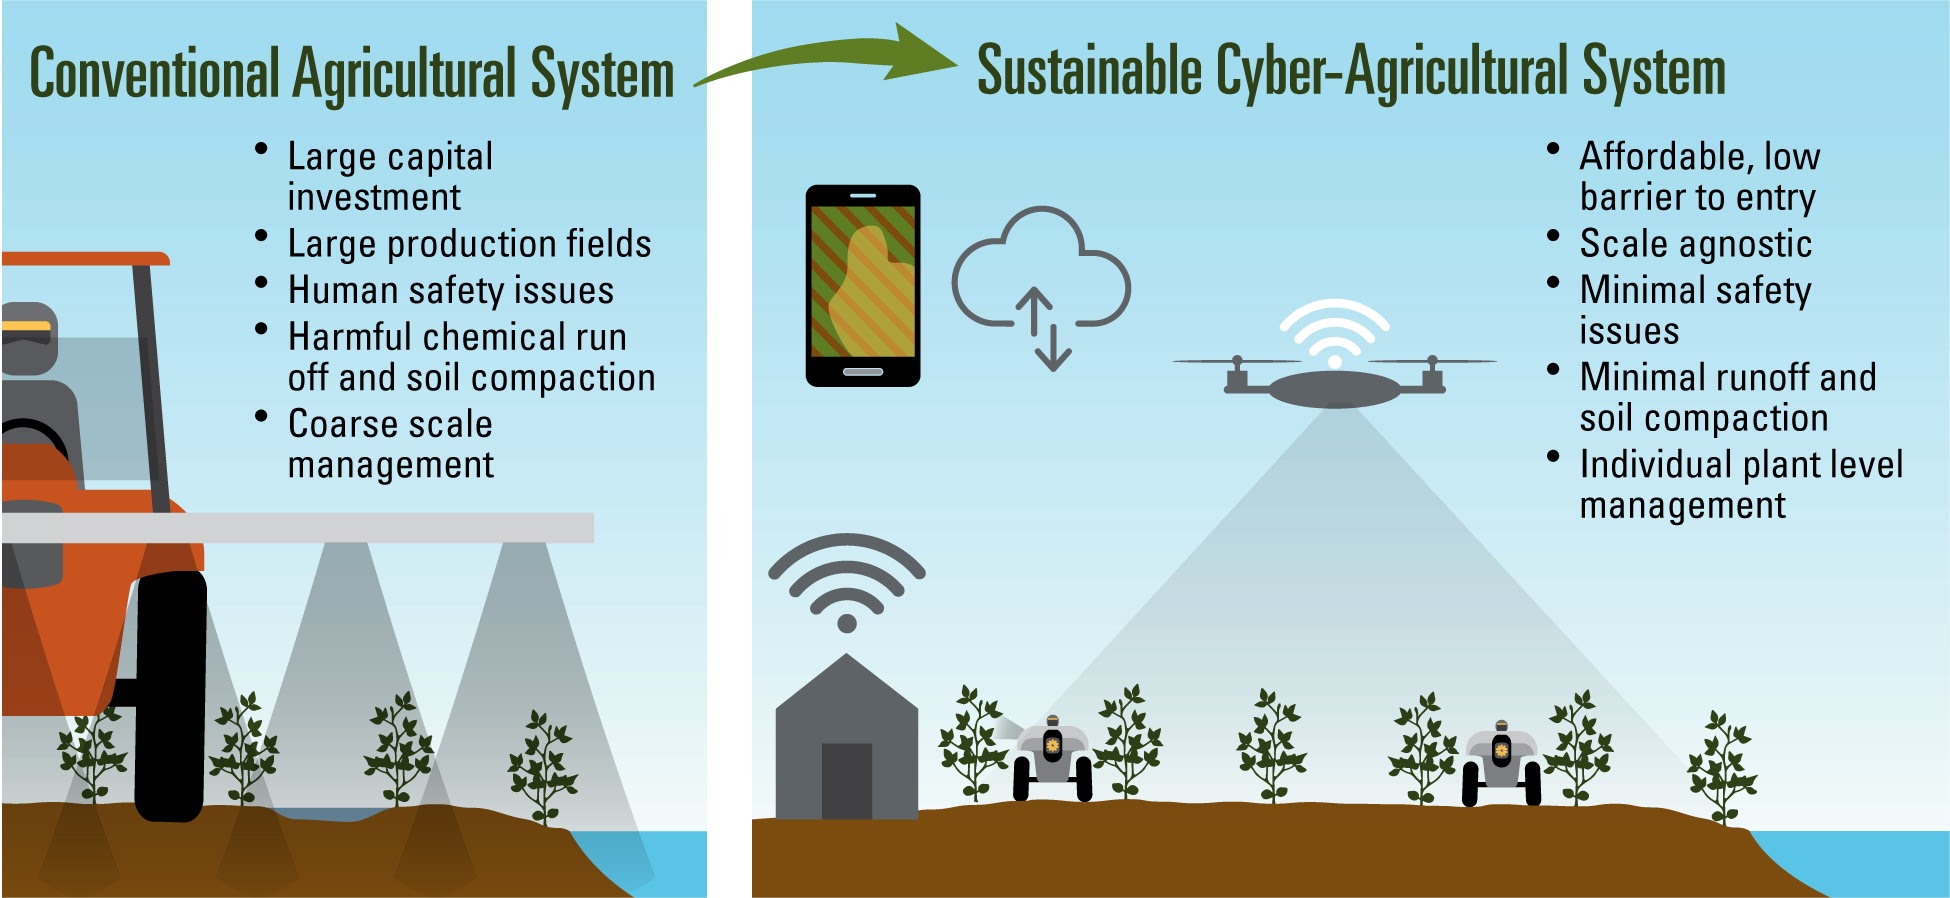 Conventional Agricultural System
• Large capital
investment
• Large production fields
• Human safety issues
• Harmful chemical run
off and soil compaction
• Coarse scale
management
Sustainable Cyber-Agricultural System
• Affordable, low
barrier to entry
• Scale agnostic
• Minimal safety
issues
• Minimal runoff and
soil compaction
• Individual plant level
management